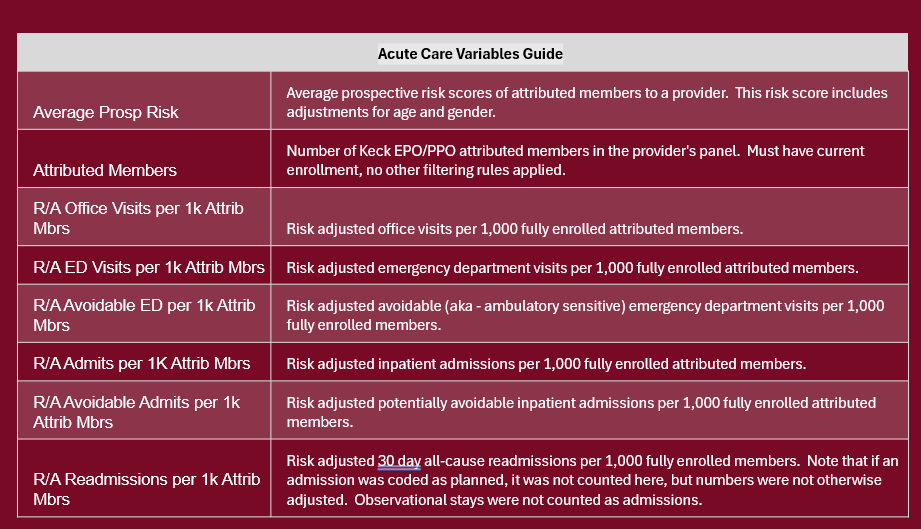 Acute Care Variables Guide
Average Prosp Risk
Average prospective risk scores of attributed members to a provider.  This risk score includes
adjustments for age and gender.
Attributed Members
Number of Keck EPO/PPO attributed members in the provider's panel.  Must have current
enrollment, no other filtering rules applied.
R/A Office Visits per 1k Attrib
Mbrs
Risk adjusted office visits per 1,000 fully enrolled attributed members.
R/A ED Visits per 1k Attrib Mbrs
Risk adjusted emergency department visits per 1,000 fully enrolled attributed members.
R/A Avoidable ED per 1k Attrib
Mbrs
Risk adjusted avoidable (aka - ambulatory sensitive) emergency department visits per 1,000
fully enrolled members.
R/A Admits per 1K Attrib Mbrs
Risk adjusted inpatient admissions per 1,000 fully enrolled attributed members.
R/A Avoidable Admits per 1k
Attrib Mbrs
Risk adjusted potentially avoidable inpatient admissions per 1,000 fully enrolled attributed
members.
R/A Readmissions per 1k Attrib
Mbrs
Risk adjusted 30 day all-cause readmissions per 1,000 fully enrolled members.  Note that if an
admission was coded as planned, it was not counted here, but numbers were not otherwise
adjusted.  Observational stays were not counted as admissions.